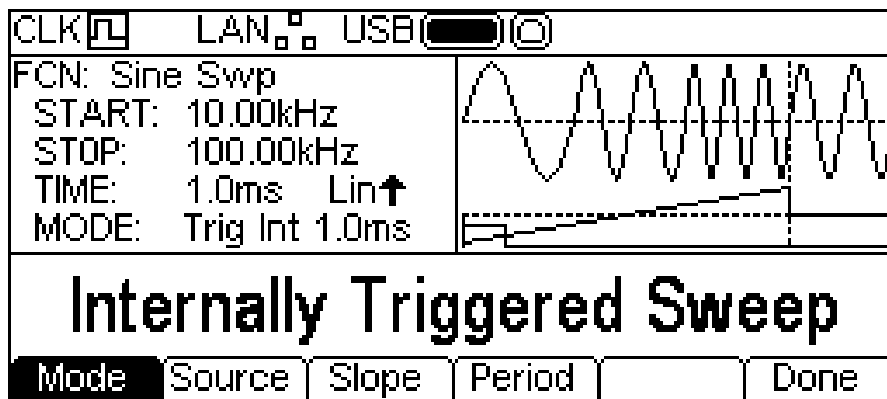 CLK LAN USB
FCN: Sine Swp
START: 10.00kHz
STOP: 100.00kHz
TIME: 1.0ms Lin↑
MODE: Trig Int 1.0ms
Internally Triggered Sweep
Mode Source Slope Period Done